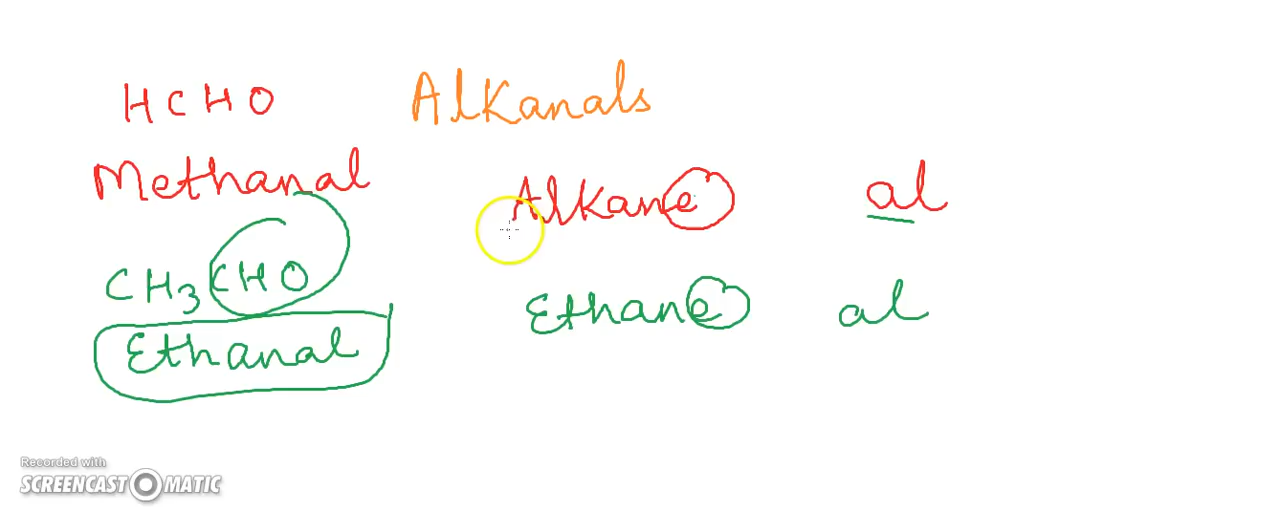 HCHO Alkanals
Methanal Alkane al
CH3CHO Ethane al
Ethanal
Recorded with
SCREENCAST MATIC